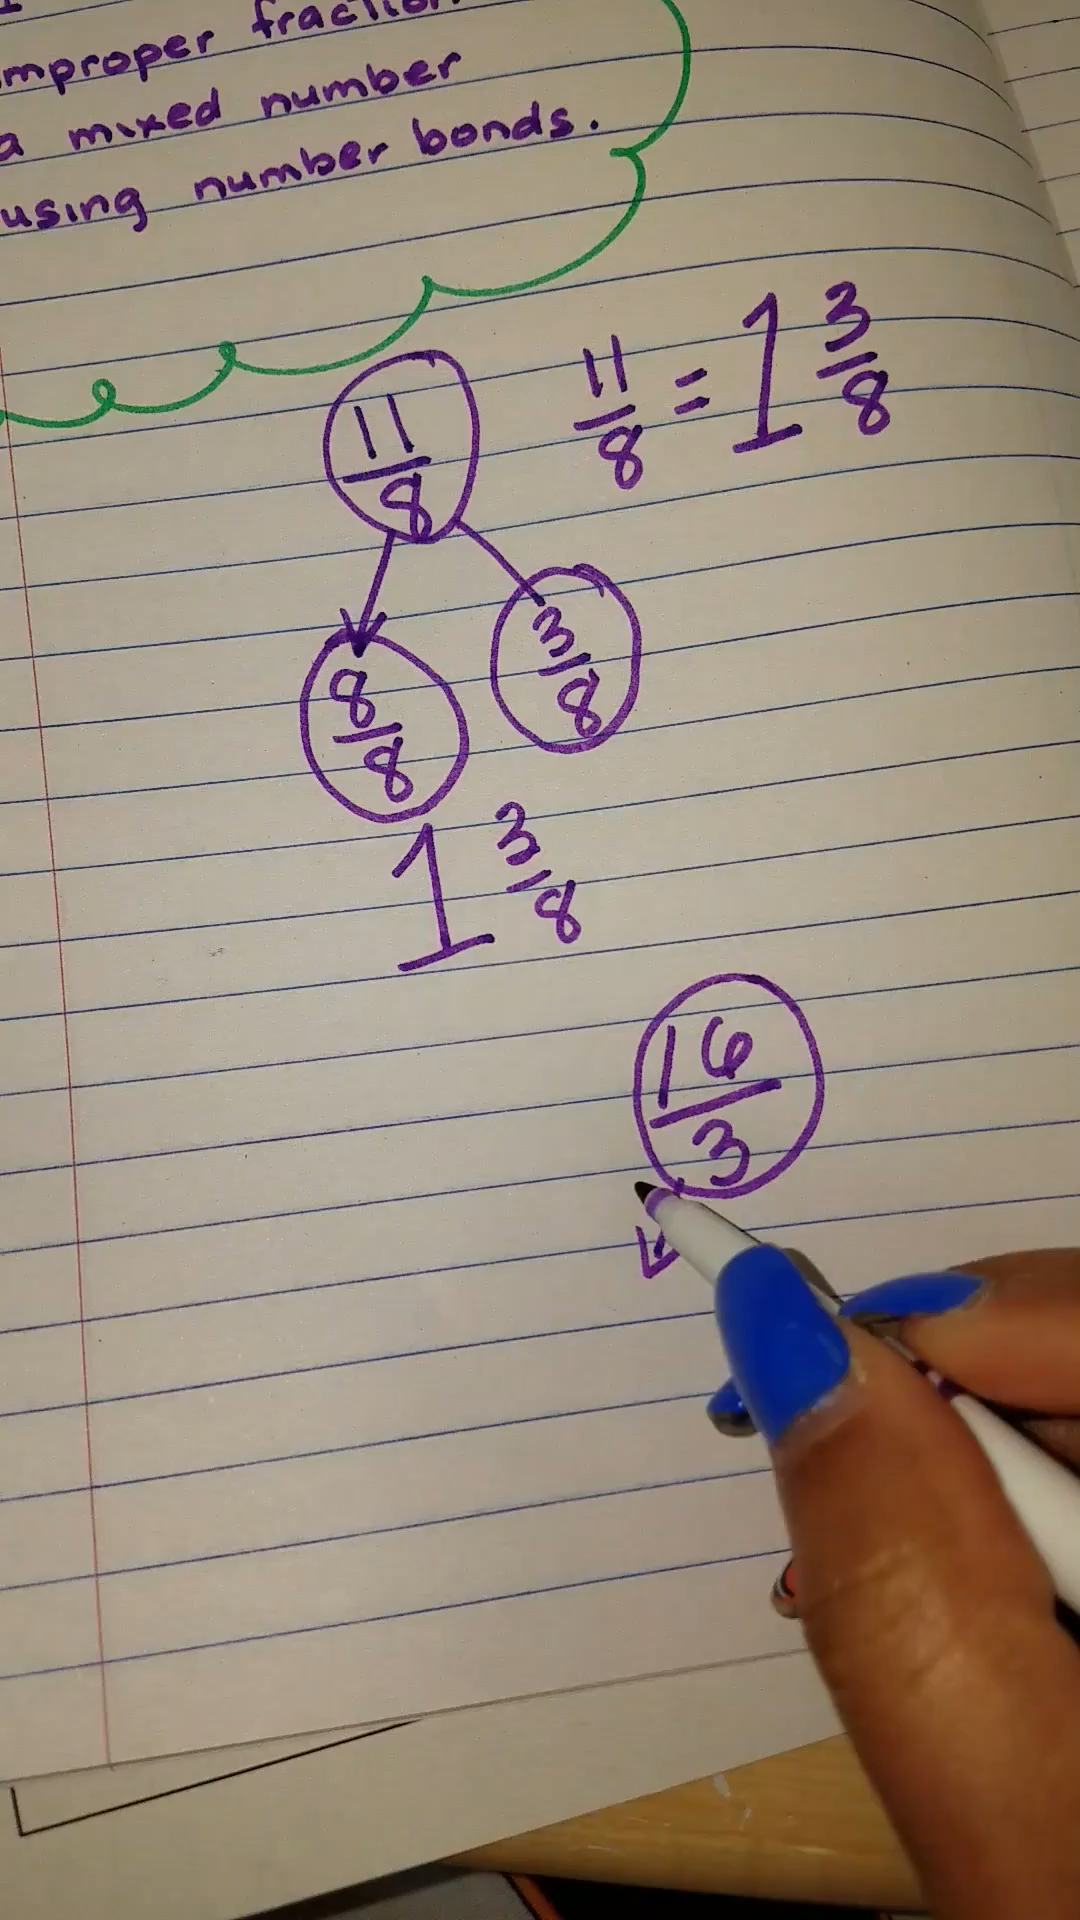 improper fraction
a mixed number
using number bonds.
11/8 11/8 = 1 3/8
8/8 3/8
1 3/8
16/3